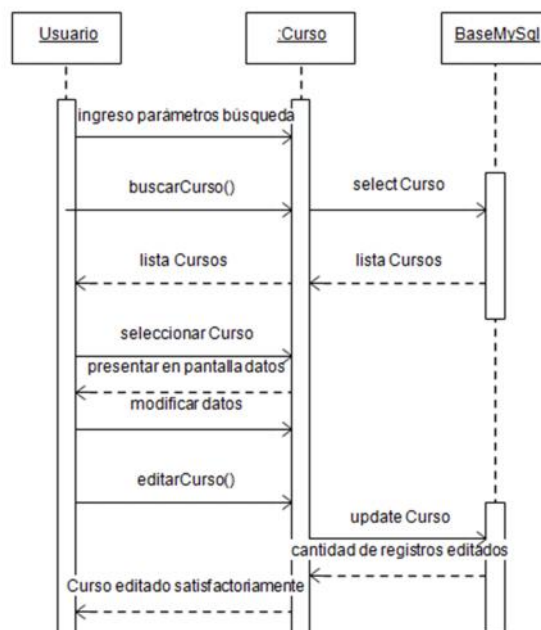 Usuario
:Curso
BaseMySql
ingreso parámetros búsqueda
buscarCurso()
select Curso
lista Cursos
lista Cursos
seleccionar Curso
presentar en pantalla datos
modificar datos
editarCurso()
update Curso
cantidad de registros editados
Curso editado satisfactoriamente